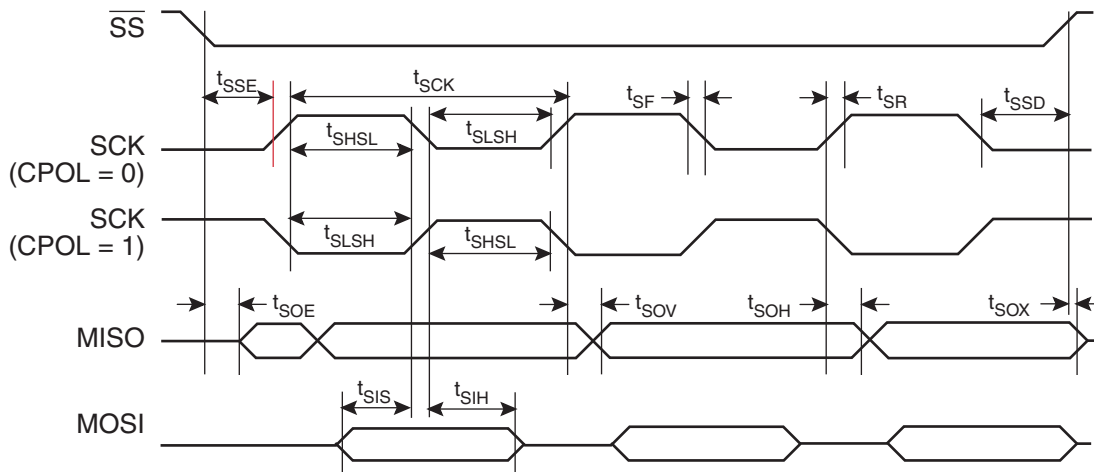 SS
tSSE
tSCK
tSF
tSR
tSSD
SCK
(CPOL = 0)
tSHSL
tSLSH
SCK
(CPOL = 1)
tSLSH
tSHSL
tSOE
tSOV
tSOH
tSOX
MISO
tSIS
tSIH
MOSI